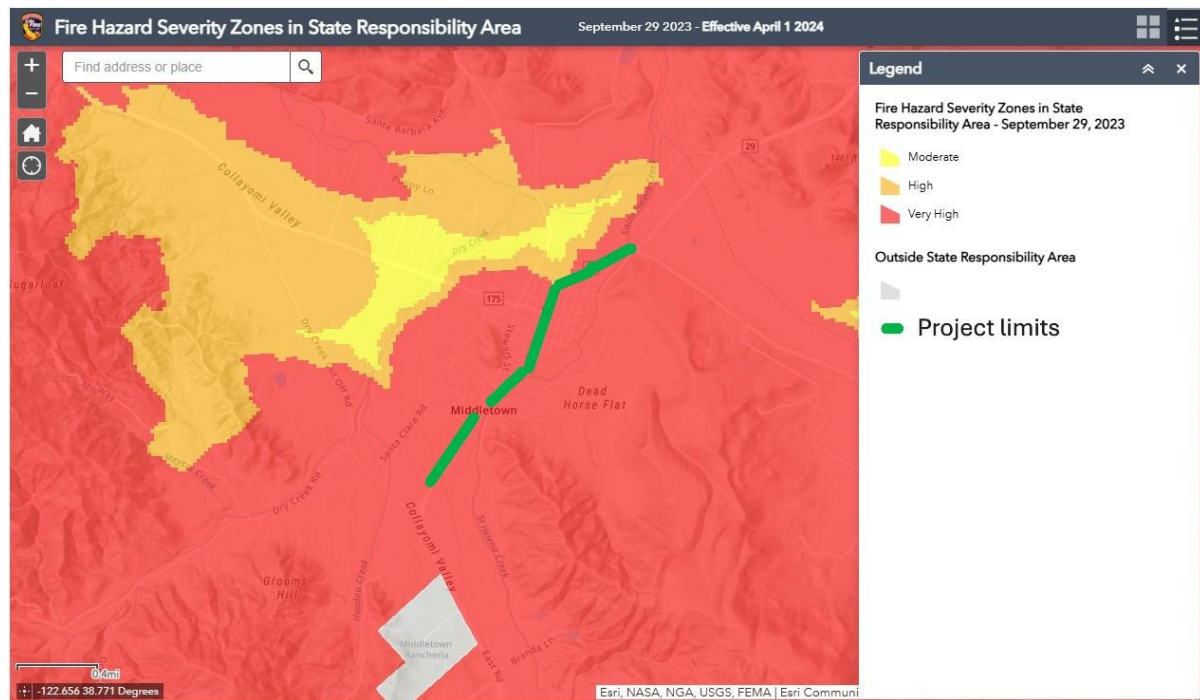 Fire Hazard Severity Zones in State Responsibility Area
September 29 2023 - Effective April 1 2024
+
Find address or place
−
Legend
Fire Hazard Severity Zones in State
Responsibility Area - September 29, 2023
Moderate
High
Very High
Outside State Responsibility Area
Project limits
Santa Barbara Ave
29
1461 ft
Collayomi Valley
Dry Creek
Sugarloaf
175
Stewart St
Dry Creek Cut Off Rd
Dead
Horse Flat
Middletown
Santa Clara Rd
Dry Creek Rd
Collayomi Valley
St Helena Creek
Grooms
Hill
Hoodoo Creek
Middletown
Rancheria
East Rd
Brenda Ln
0.4mi
-122.656 38.771 Degrees
Esri, NASA, NGA, USGS, FEMA | Esri Communi